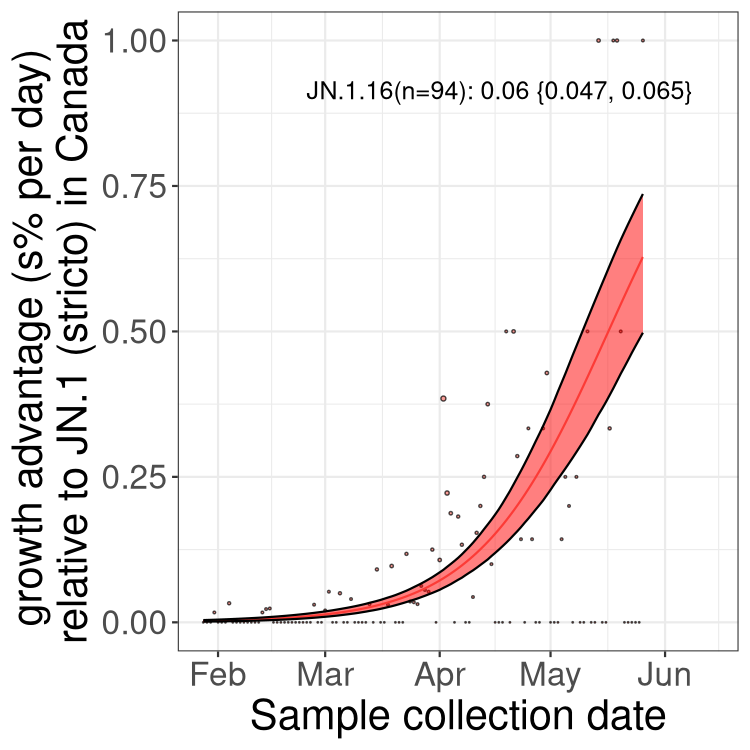 growth advantage (s% per day)
relative to JN.1 (stricto) in Canada
1.00
0.75
0.50
0.25
0.00
JN.1.16(n=94): 0.06 {0.047, 0.065}
Feb Mar Apr May Jun
Sample collection date